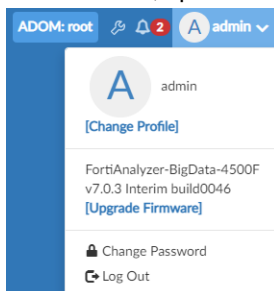 ADOM: root 2 A admin
A admin
[Change Profile]
FortiAnalyzer-BigData-4500F
v7.0.3 Interim build0046
[Upgrade Firmware]
Change Password
Log Out